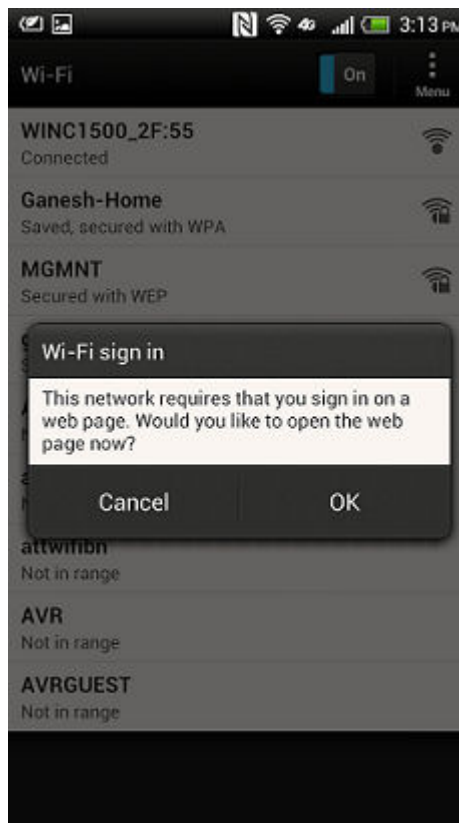 4G 3:13 PM
Wi-Fi On
Menu
WINC1500_2F:55
Connected
Ganesh-Home
Saved, secured with WPA
MGMNT
Secured with WEP
Wi-Fi sign in
This network requires that you sign in on a
web page. Would you like to open the web
page now?
Cancel OK
attwifibn
Not in range
AVR
Not in range
AVRGUEST
Not in range